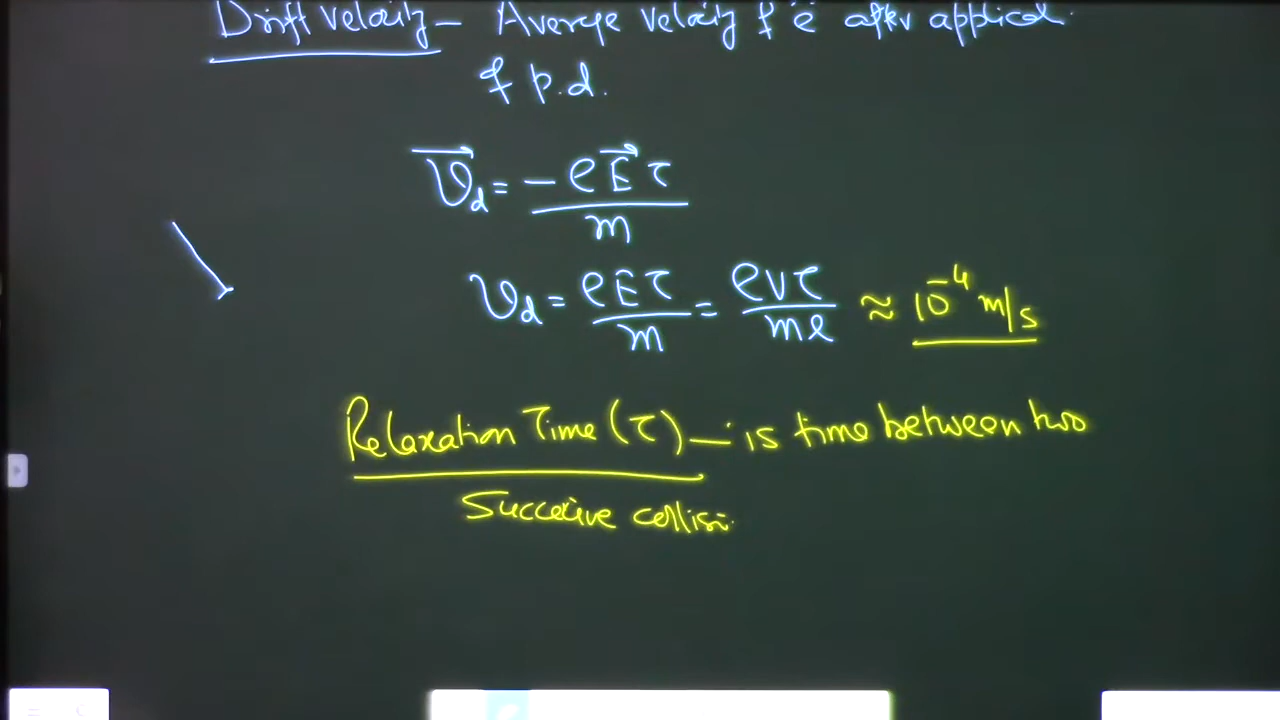 Drift velocity – Average velocity of e⁻ after applicati.
of p.d.
v⃗d = – eE⃗τ / m
vd = eEτ / m = eVτ / ml ≈ 10⁻⁴ m/s
Relaxation Time (τ) – is time between two
Succesive collisi.